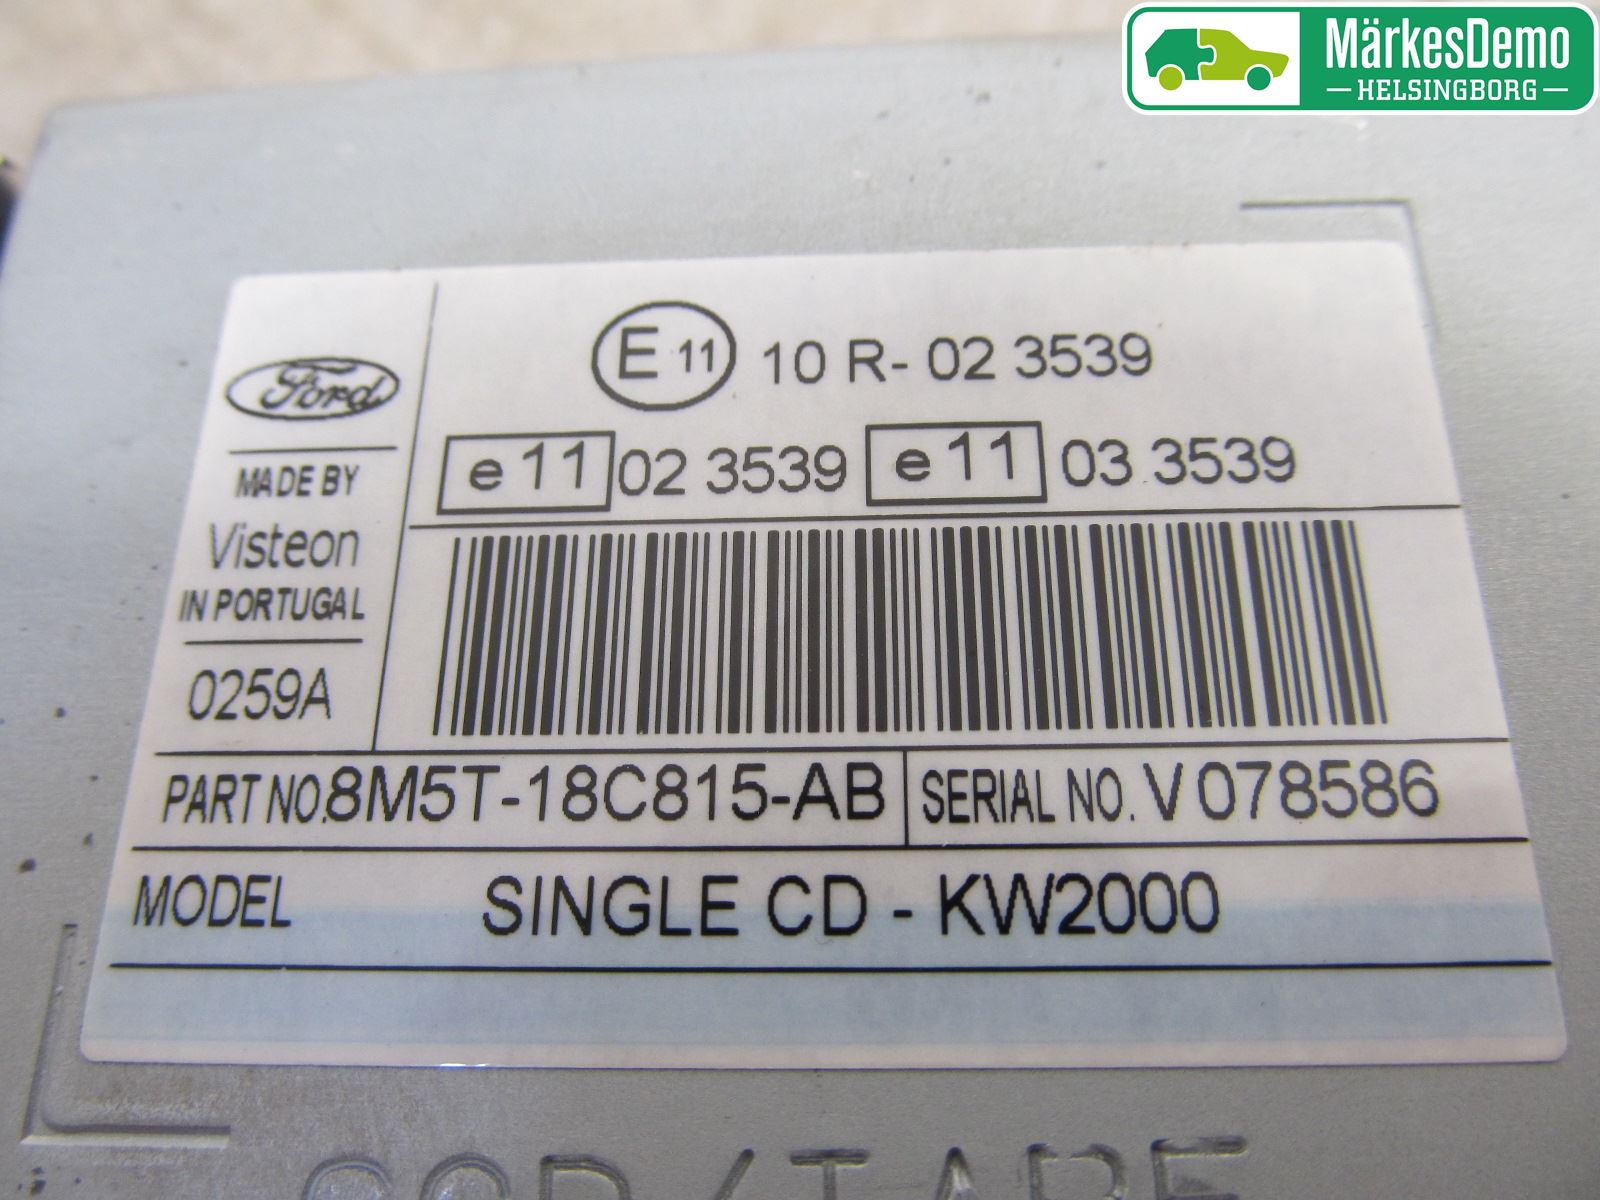 MärkesDemo
HELSINGBORG
Ford
E 11 10 R- 02 3539
e 11 02 3539 e 11 03 3539
MADE BY
Visteon
IN PORTUGAL
0259A
PART NO. 8M5T-18C815-AB SERIAL NO. V 078586
MODEL SINGLE CD - KW2000